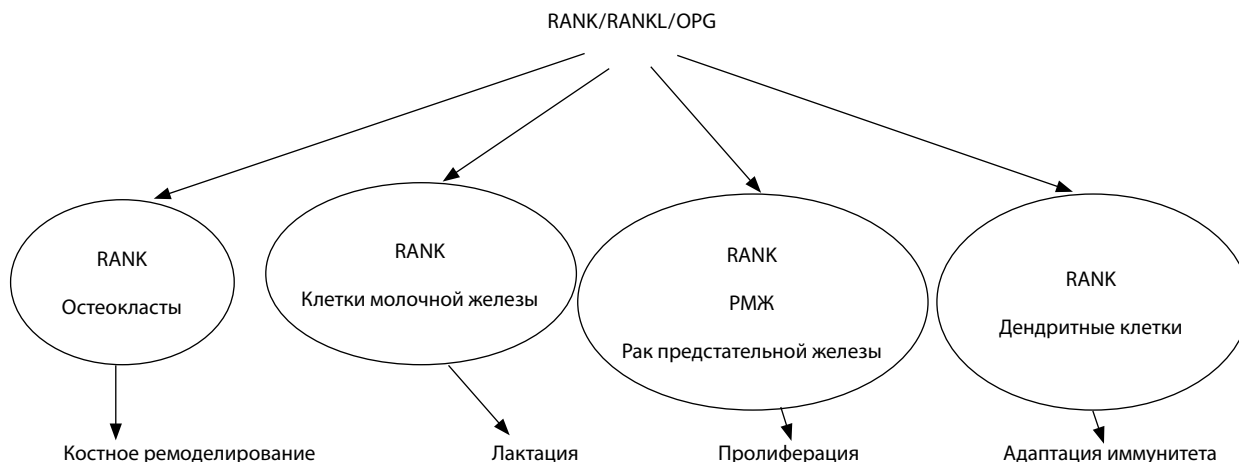 RANK/RANKL/OPG
RANK
Остеокласты
RANK
Клетки молочной железы
RANK
РМЖ
Рак предстательной железы
RANK
Дендритные клетки
Костное ремоделирование
Лактация
Пролиферация
Адаптация иммунитета